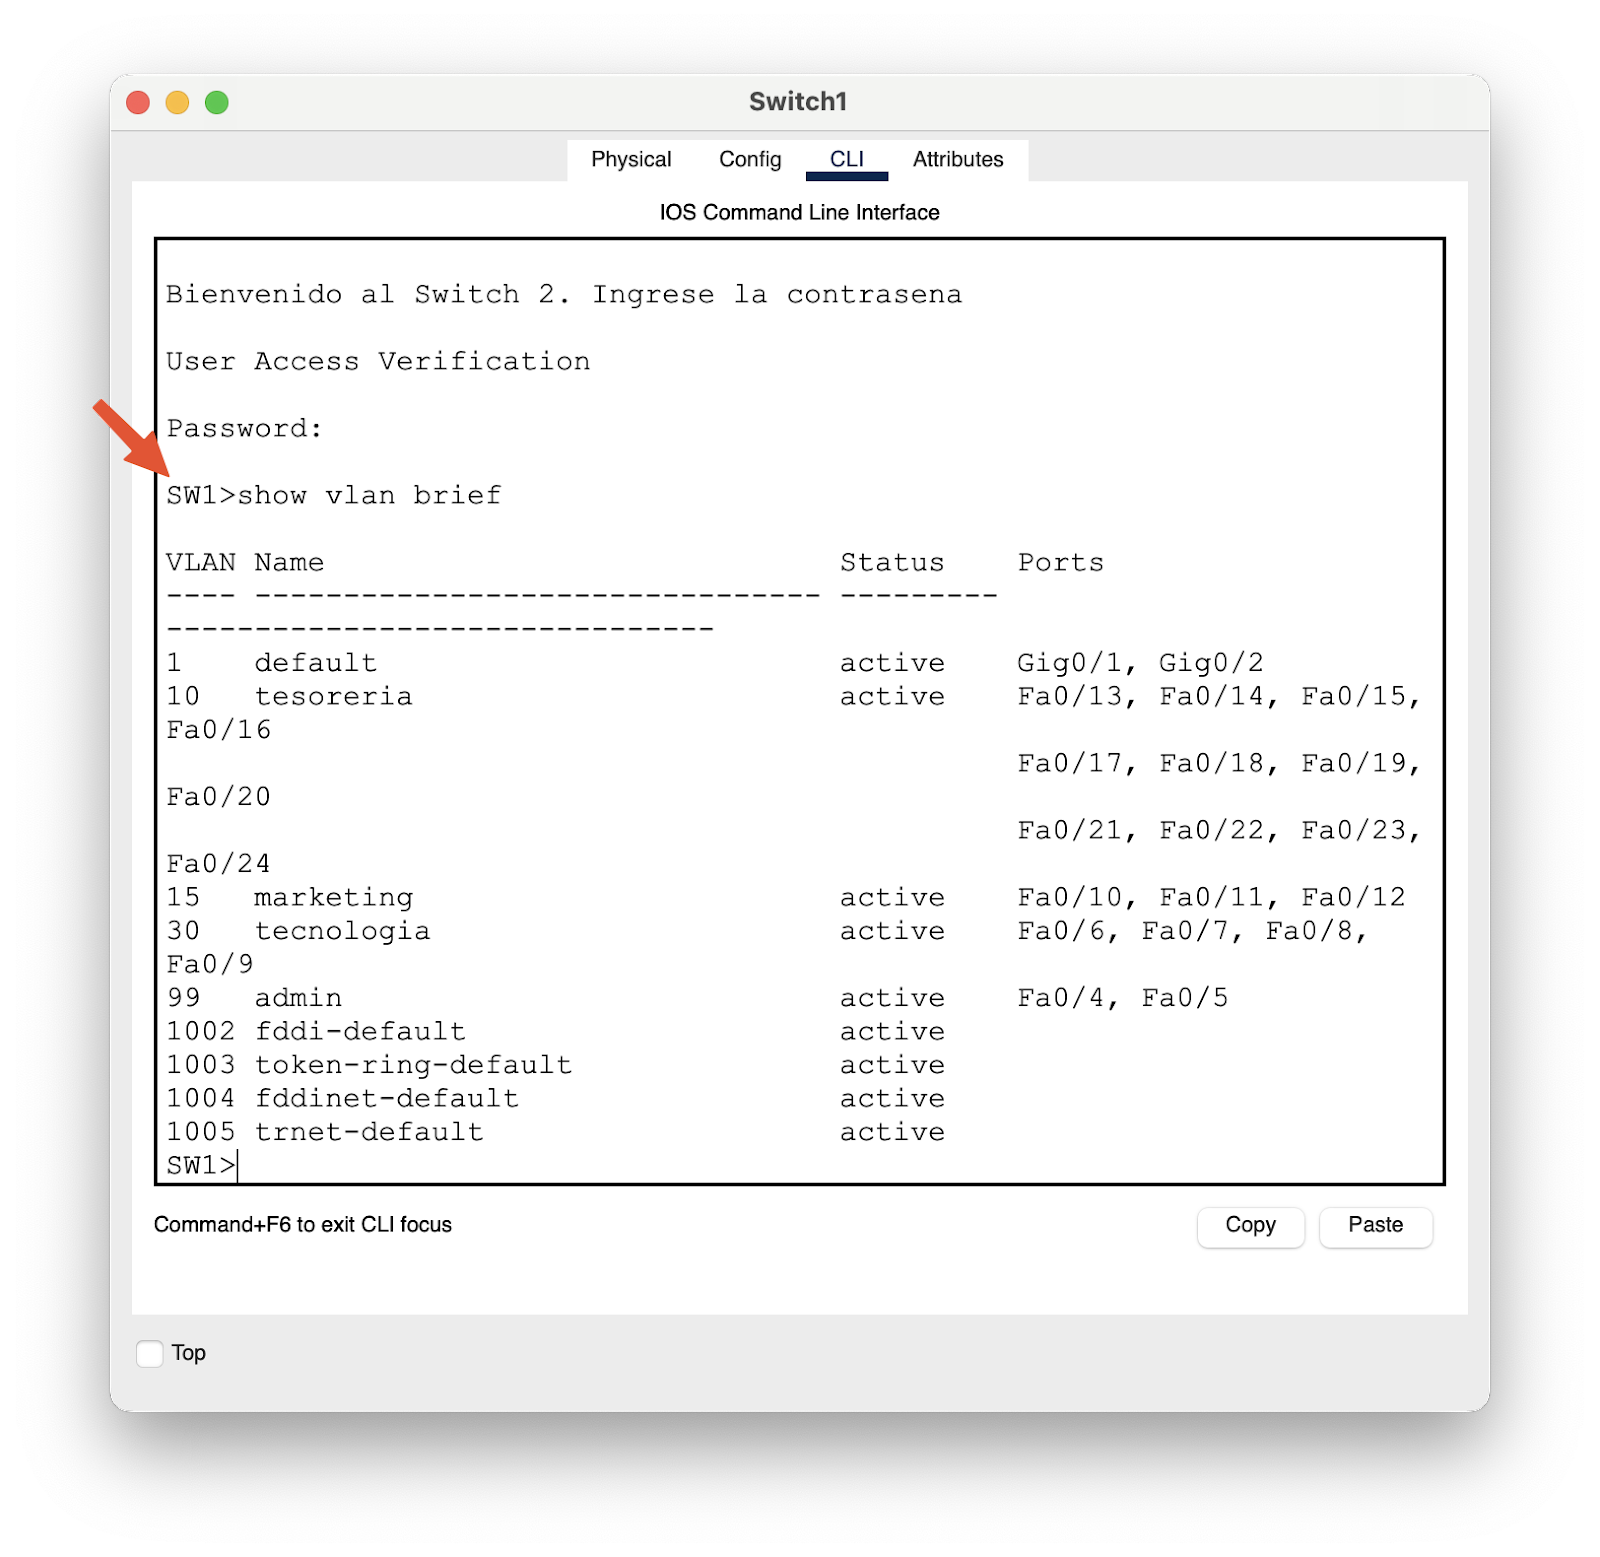 Switch1
Physical Config CLI Attributes
IOS Command Line Interface
Bienvenido al Switch 2. Ingrese la contrasena
User Access Verification
Password:
SW1>show vlan brief
VLAN Name Status Ports
---- -------------------------------- ---------
-------------------------------
1 default active Gig0/1, Gig0/2
10 tesoreria active Fa0/13, Fa0/14, Fa0/15,
Fa0/16
Fa0/17, Fa0/18, Fa0/19,
Fa0/20
Fa0/21, Fa0/22, Fa0/23,
Fa0/24
15 marketing active Fa0/10, Fa0/11, Fa0/12
30 tecnologia active Fa0/6, Fa0/7, Fa0/8,
Fa0/9
99 admin active Fa0/4, Fa0/5
1002 fddi-default active
1003 token-ring-default active
1004 fddinet-default active
1005 trnet-default active
SW1>
Command+F6 to exit CLI focus
Copy Paste
Top